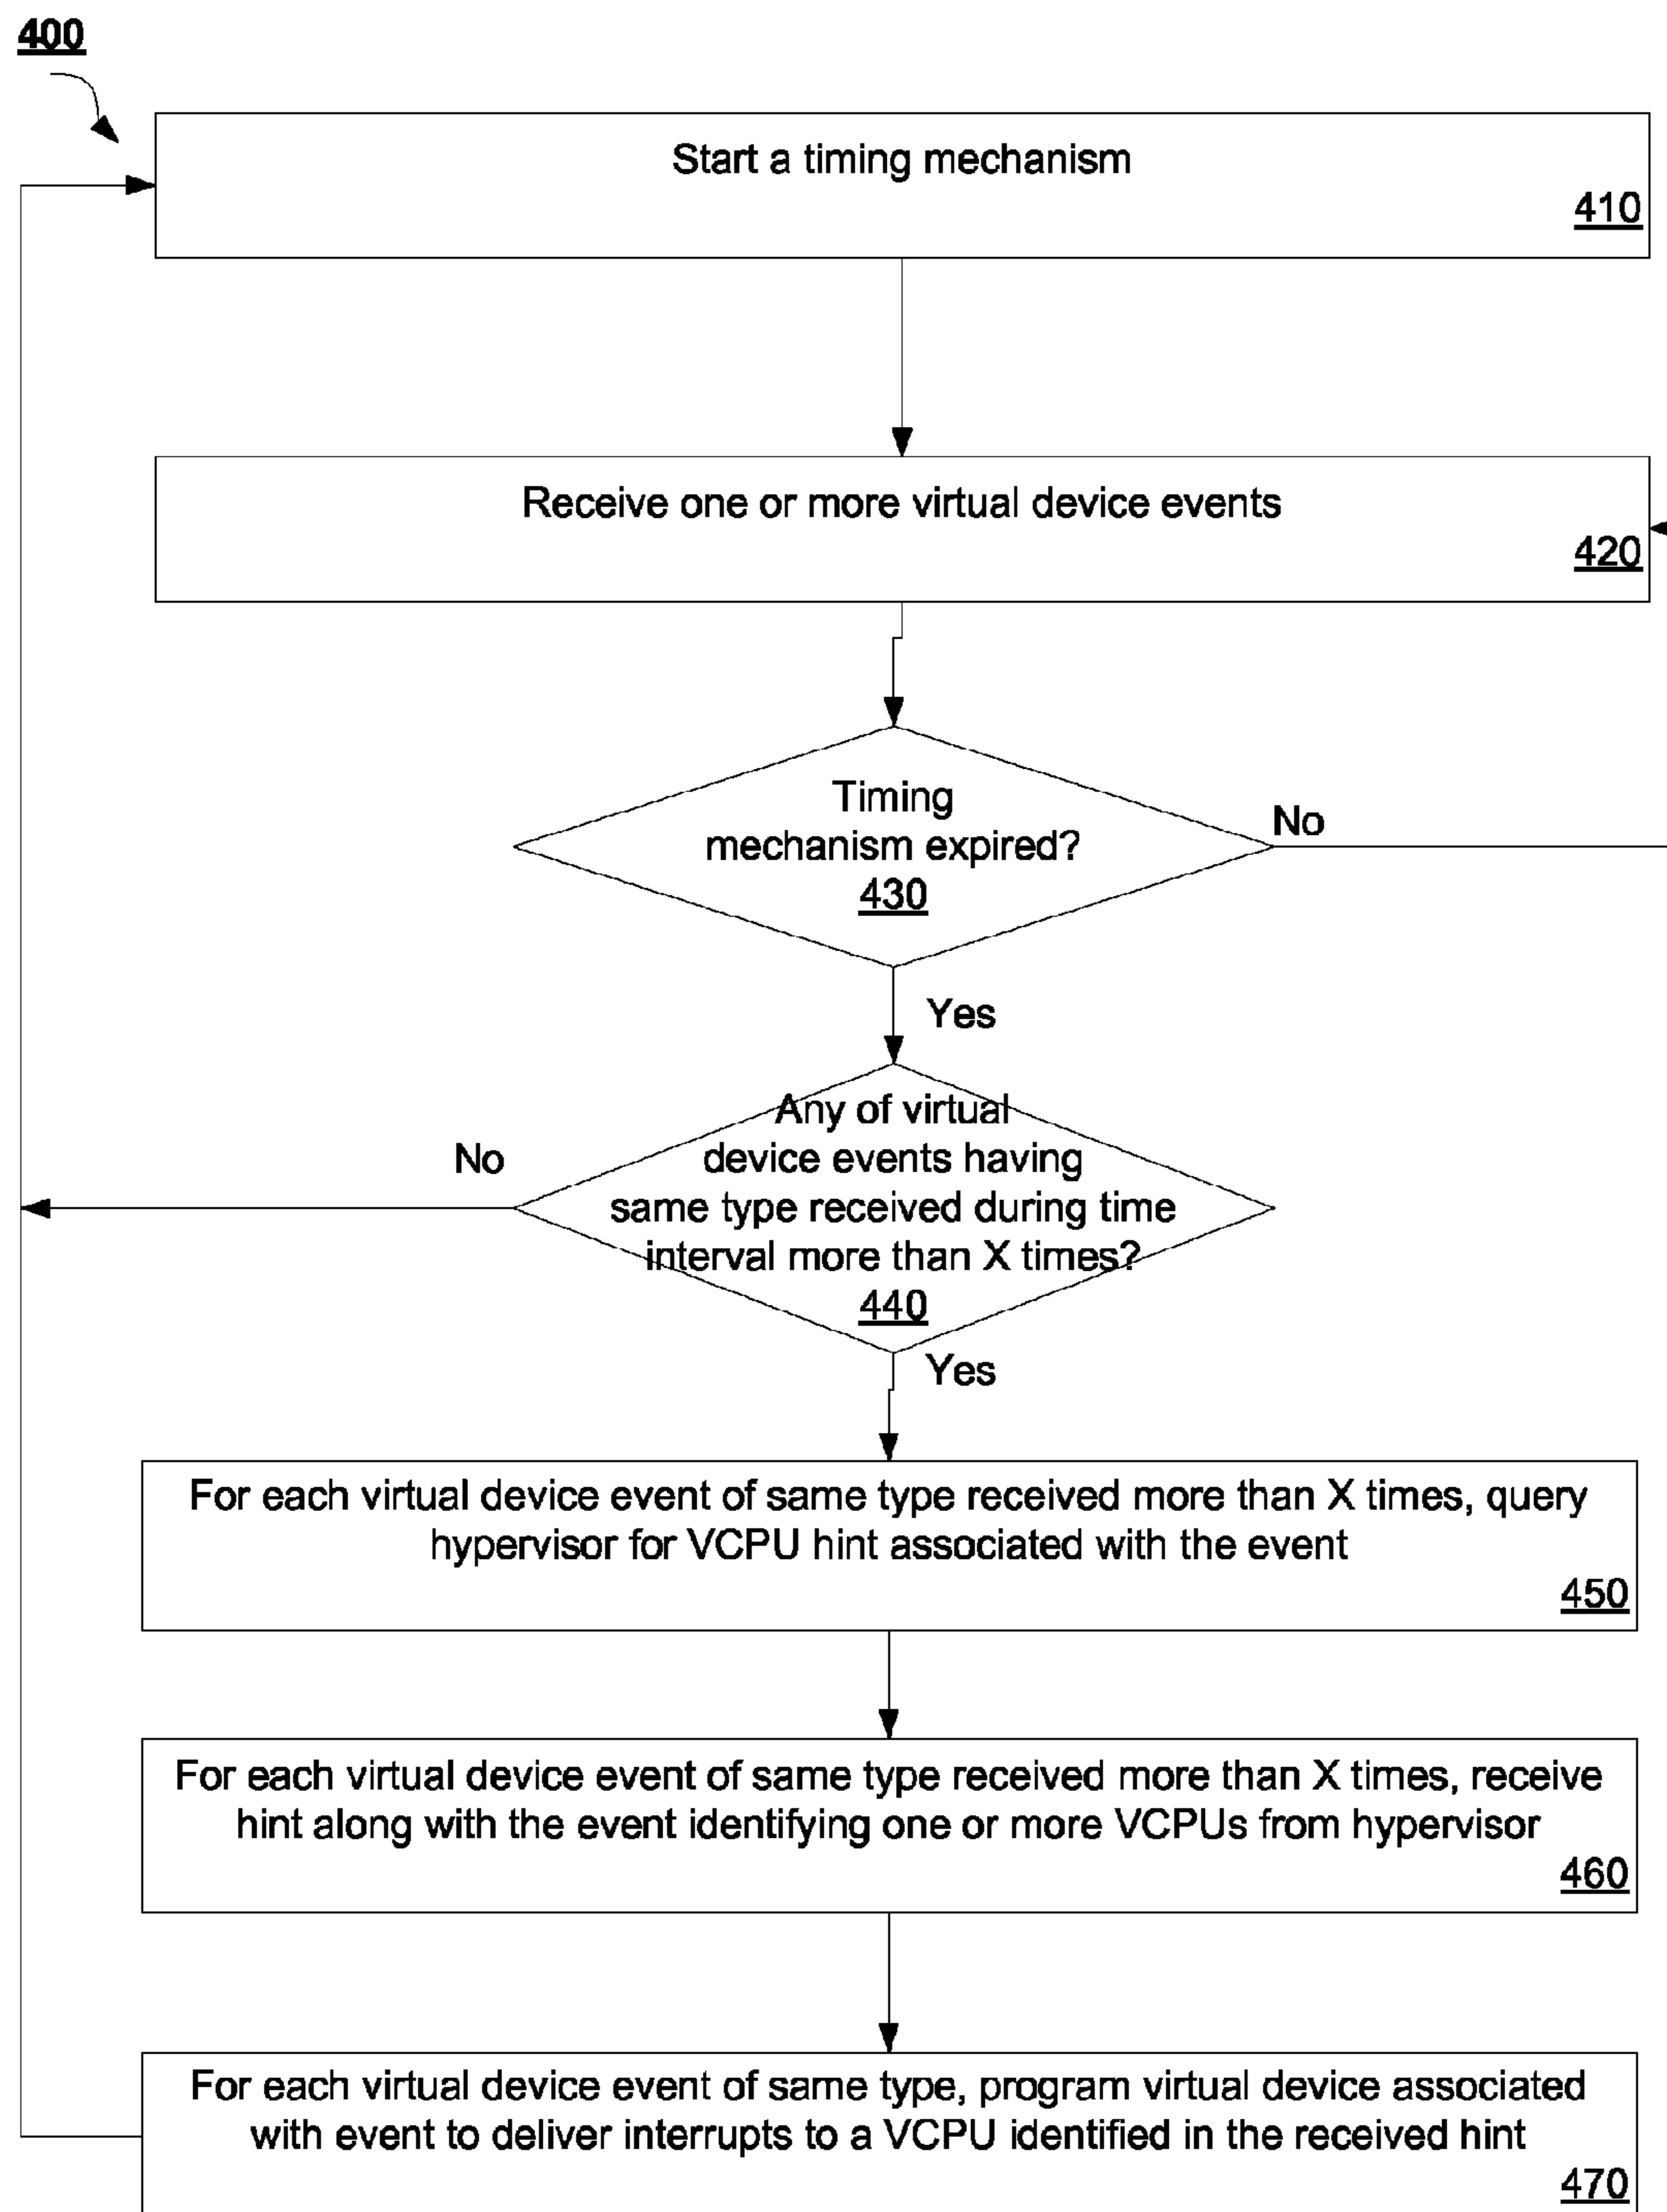 400
Start a timing mechanism
410
Receive one or more virtual device events
420
Timing
mechanism expired?
430
No
Yes
Any of virtual
device events having
same type received during time
interval more than X times?
440
No
Yes
For each virtual device event of same type received more than X times, query
hypervisor for VCPU hint associated with the event
450
For each virtual device event of same type received more than X times, receive
hint along with the event identifying one or more VCPUs from hypervisor
460
For each virtual device event of same type, program virtual device associated
with event to deliver interrupts to a VCPU identified in the received hint
470